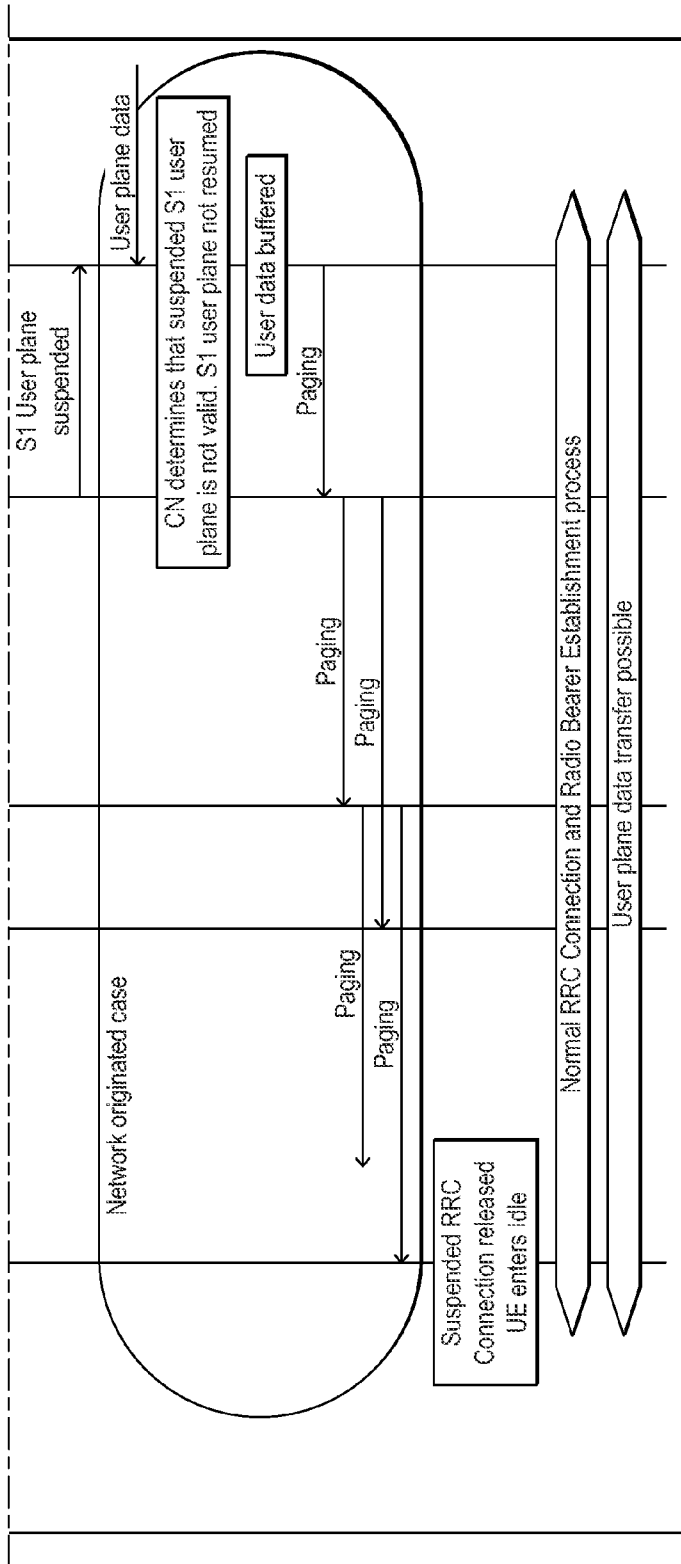 S1 User plane
suspended
User plane data
Network originated case
CN determines that suspended S1 user
plane is not valid. S1 user plane not resumed
User data buffered
Paging
Paging
Paging
Paging
Paging
Suspended RRC
Connection released
UE enters idle
Normal RRC Connection and Radio Bearer Establishment process
User plane data transfer possible